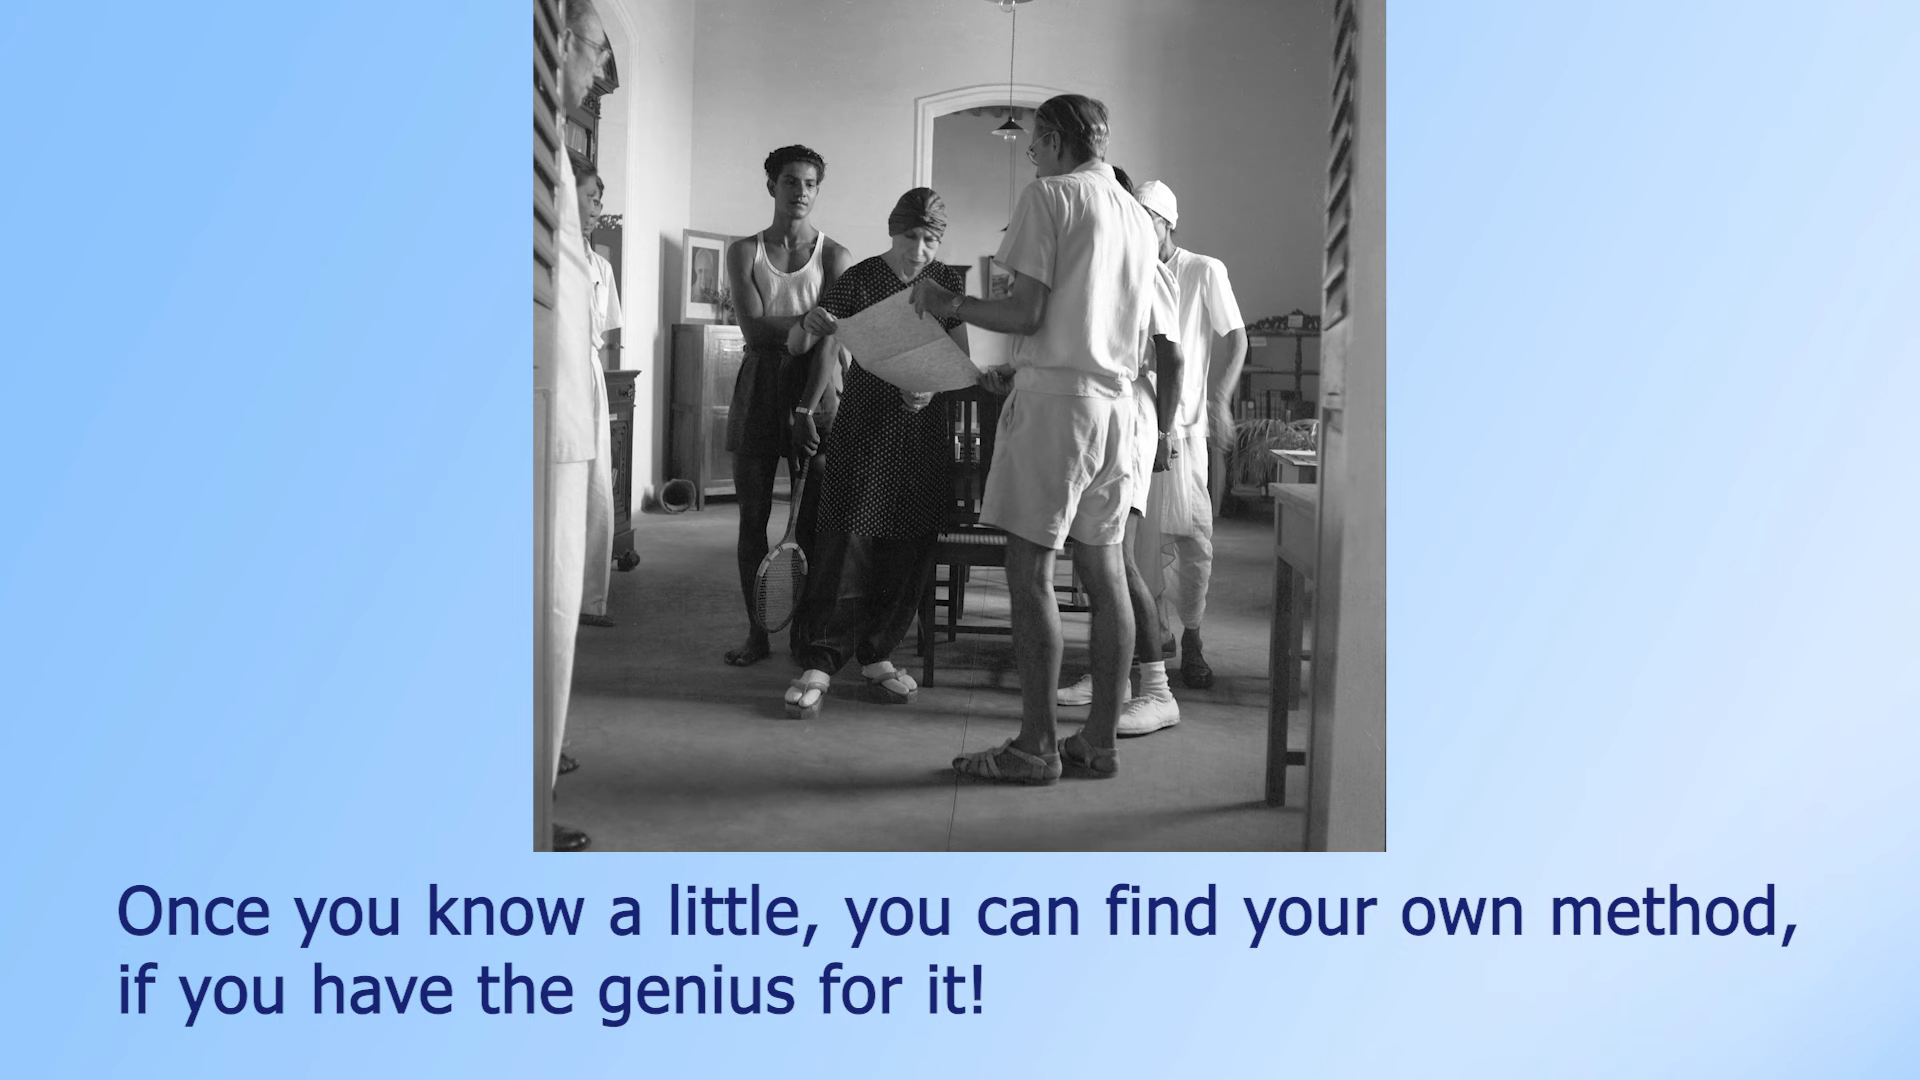 Once you know a little, you can find your own method,
if you have the genius for it!